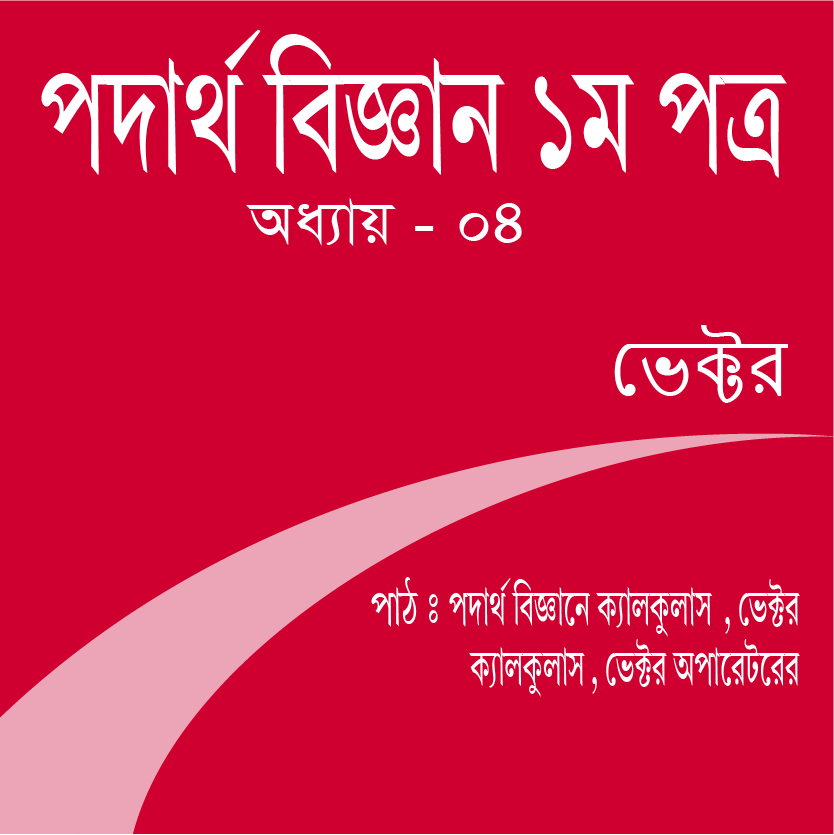 পদার্থ বিজ্ঞান ১ম পত্র
অধ্যায় - ০৪
ভেক্টর
পাঠ ঃ পদার্থ বিজ্ঞানে ক্যালকুলাস , ভেক্টর
ক্যালকুলাস , ভেক্টর অপারেটরের